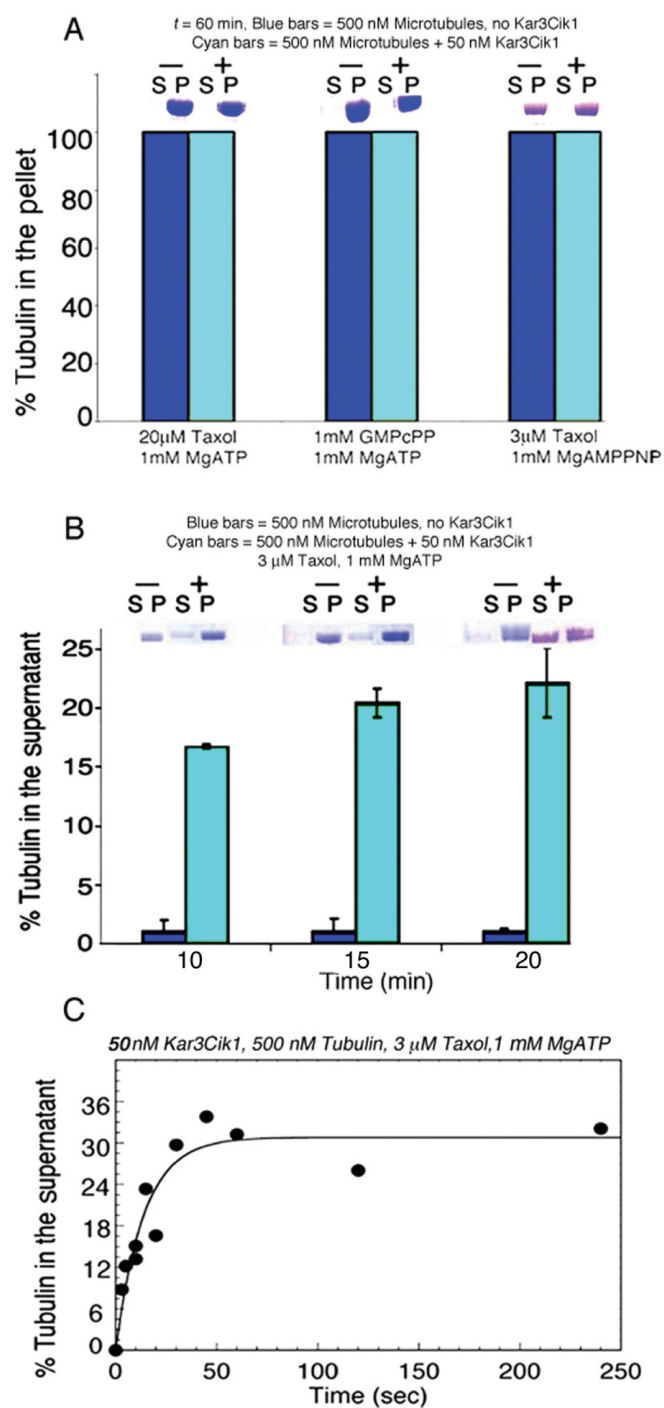 A
t = 60 min, Blue bars = 500 nM Microtubules, no Kar3Cik1
Cyan bars = 500 nM Microtubules + 50 nM Kar3Cik1
− + − + − +
S P S P S P S P S P S P
% Tubulin in the pellet
100
80
60
40
20
0
20μM Taxol 1mM GMPcPP 3μM Taxol
1mM MgATP 1mM MgATP 1mM MgAMPPNP
B
Blue bars = 500 nM Microtubules, no Kar3Cik1
Cyan bars = 500 nM Microtubules + 50 nM Kar3Cik1
3 μM Taxol, 1 mM MgATP
− + − + − +
S P S P S P S P S P S P
% Tubulin in the supernatant
25
20
15
10
5
0
10 15 20
Time (min)
C
50nM Kar3Cik1, 500 nM Tubulin, 3 μM Taxol,1 mM MgATP
% Tubulin in the supernatant
36
30
24
18
12
6
0
0 50 100 150 200 250
Time (sec)